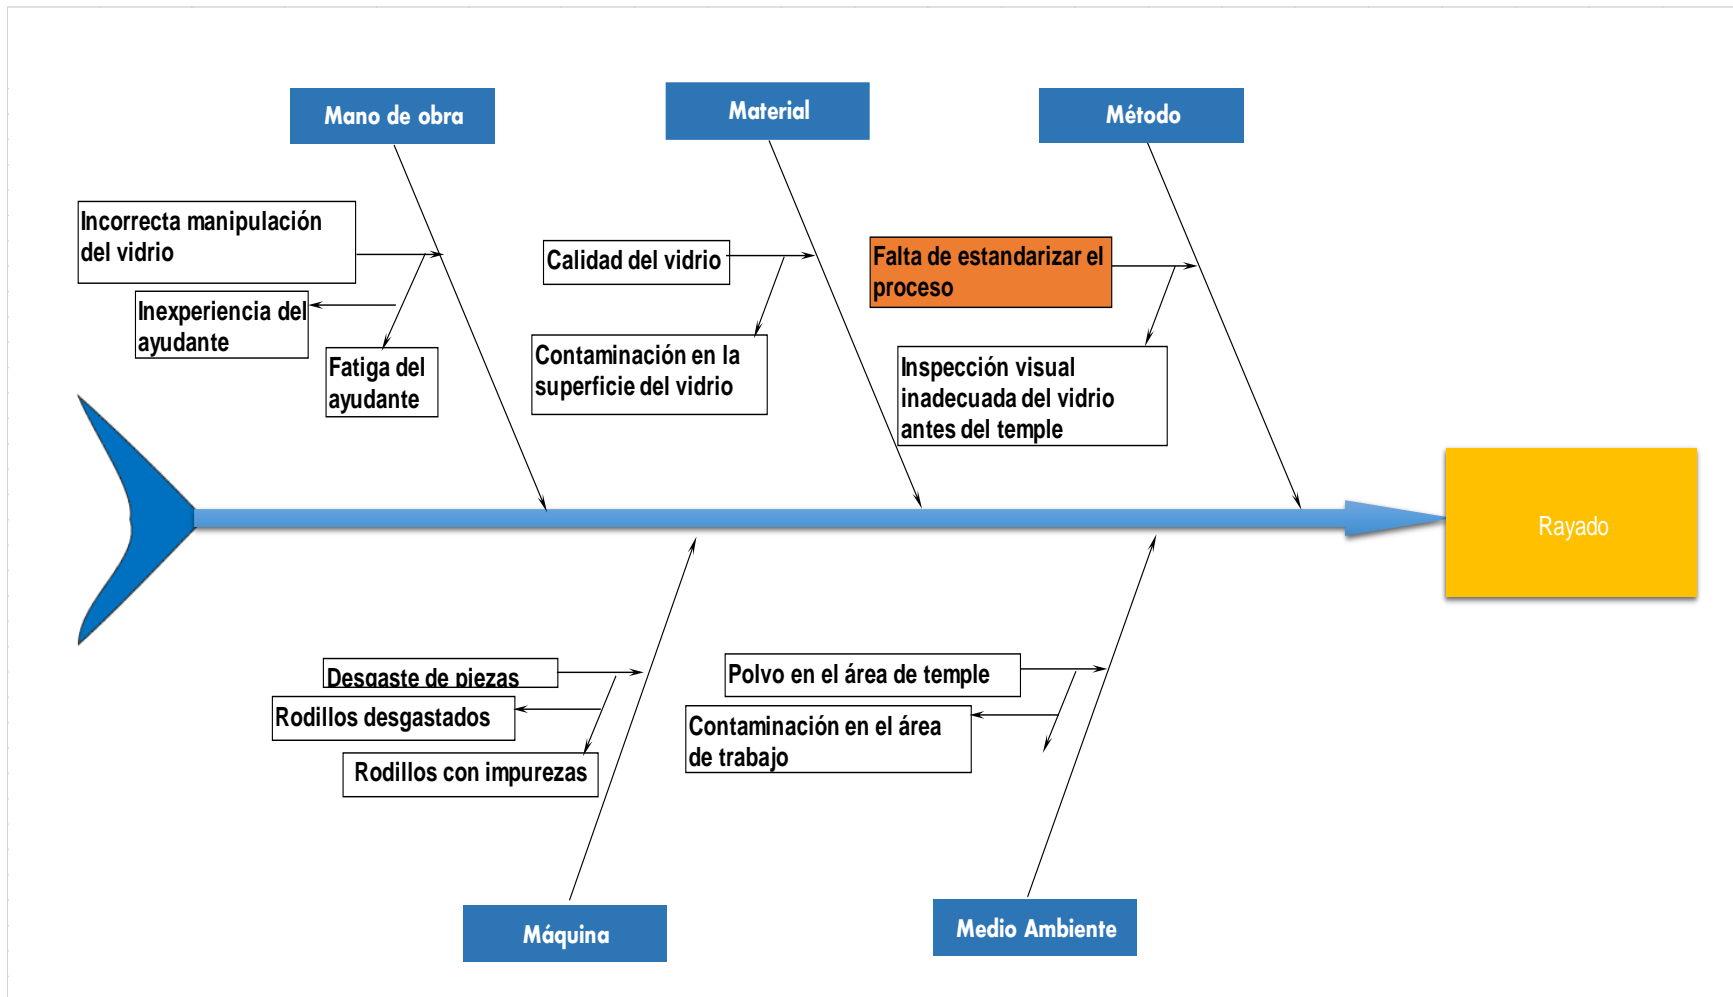 Mano de obra
Material
Método
Incorrecta manipulación
del vidrio
Calidad del vidrio
Falta de estandarizar el
proceso
Inexperiencia del
ayudante
Fatiga del
ayudante
Contaminación en la
superficie del vidrio
Inspección visual
inadecuada del vidrio
antes del temple
Rayado
Desgaste de piezas
Rodillos desgastados
Rodillos con impurezas
Polvo en el área de temple
Contaminación en el área
de trabajo
Máquina
Medio Ambiente